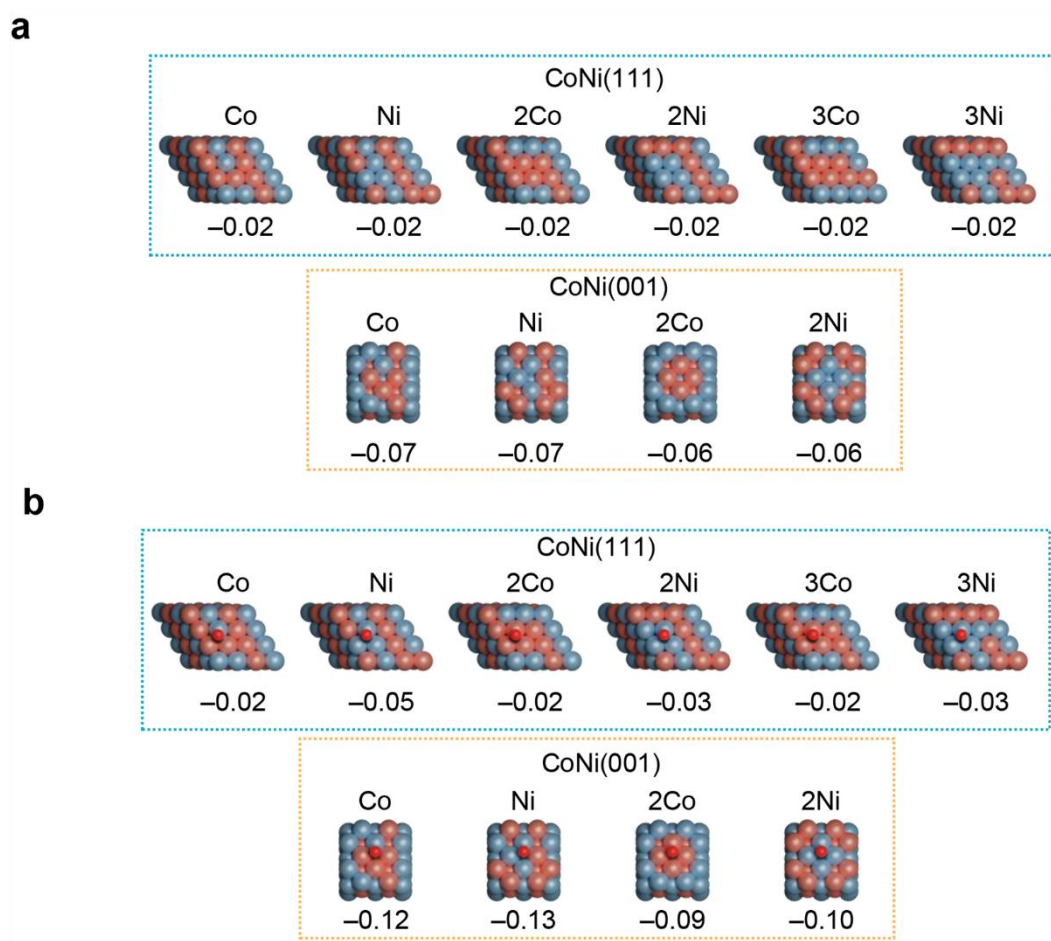 a
CoNi(111)
Co Ni 2Co 2Ni 3Co 3Ni
–0.02 –0.02 –0.02 –0.02 –0.02 –0.02
CoNi(001)
Co Ni 2Co 2Ni
–0.07 –0.07 –0.06 –0.06
b
CoNi(111)
Co Ni 2Co 2Ni 3Co 3Ni
–0.02 –0.05 –0.02 –0.03 –0.02 –0.03
CoNi(001)
Co Ni 2Co 2Ni
–0.12 –0.13 –0.09 –0.10